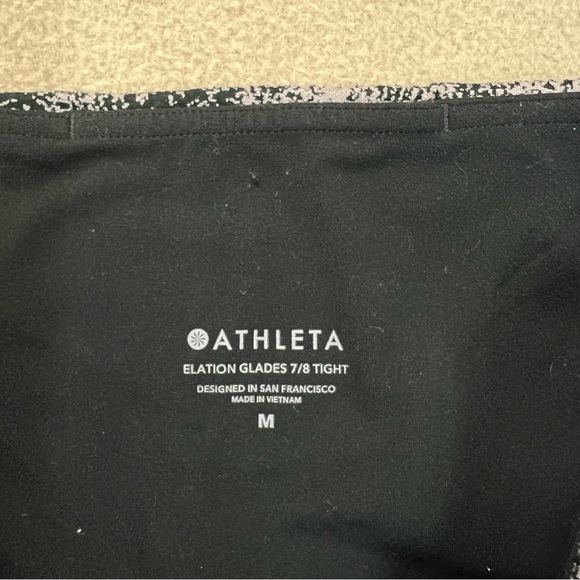 ATHLETA
ELATION GLADES 7/8 TIGHT
DESIGNED IN SAN FRANCISCO
MADE IN VIETNAM
M